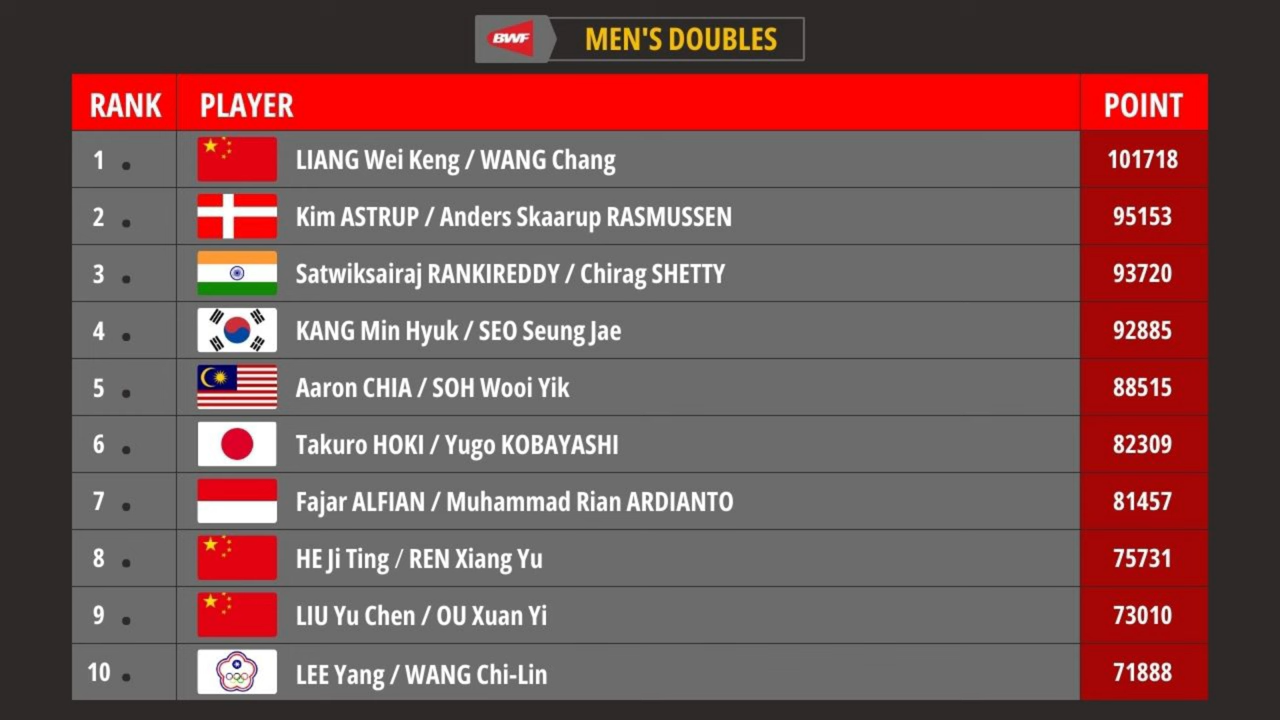 BWF MEN'S DOUBLES
RANK PLAYER POINT
1 LIANG Wei Keng / WANG Chang 101718
2 Kim ASTRUP / Anders Skaarup RASMUSSEN 95153
3 Satwiksairaj RANKIREDDY / Chirag SHETTY 93720
4 KANG Min Hyuk / SEO Seung Jae 92885
5 Aaron CHIA / SOH Wooi Yik 88515
6 Takuro HOKI / Yugo KOBAYASHI 82309
7 Fajar ALFIAN / Muhammad Rian ARDIANTO 81457
8 HE Ji Ting / REN Xiang Yu 75731
9 LIU Yu Chen / OU Xuan Yi 73010
10 LEE Yang / WANG Chi-Lin 71888